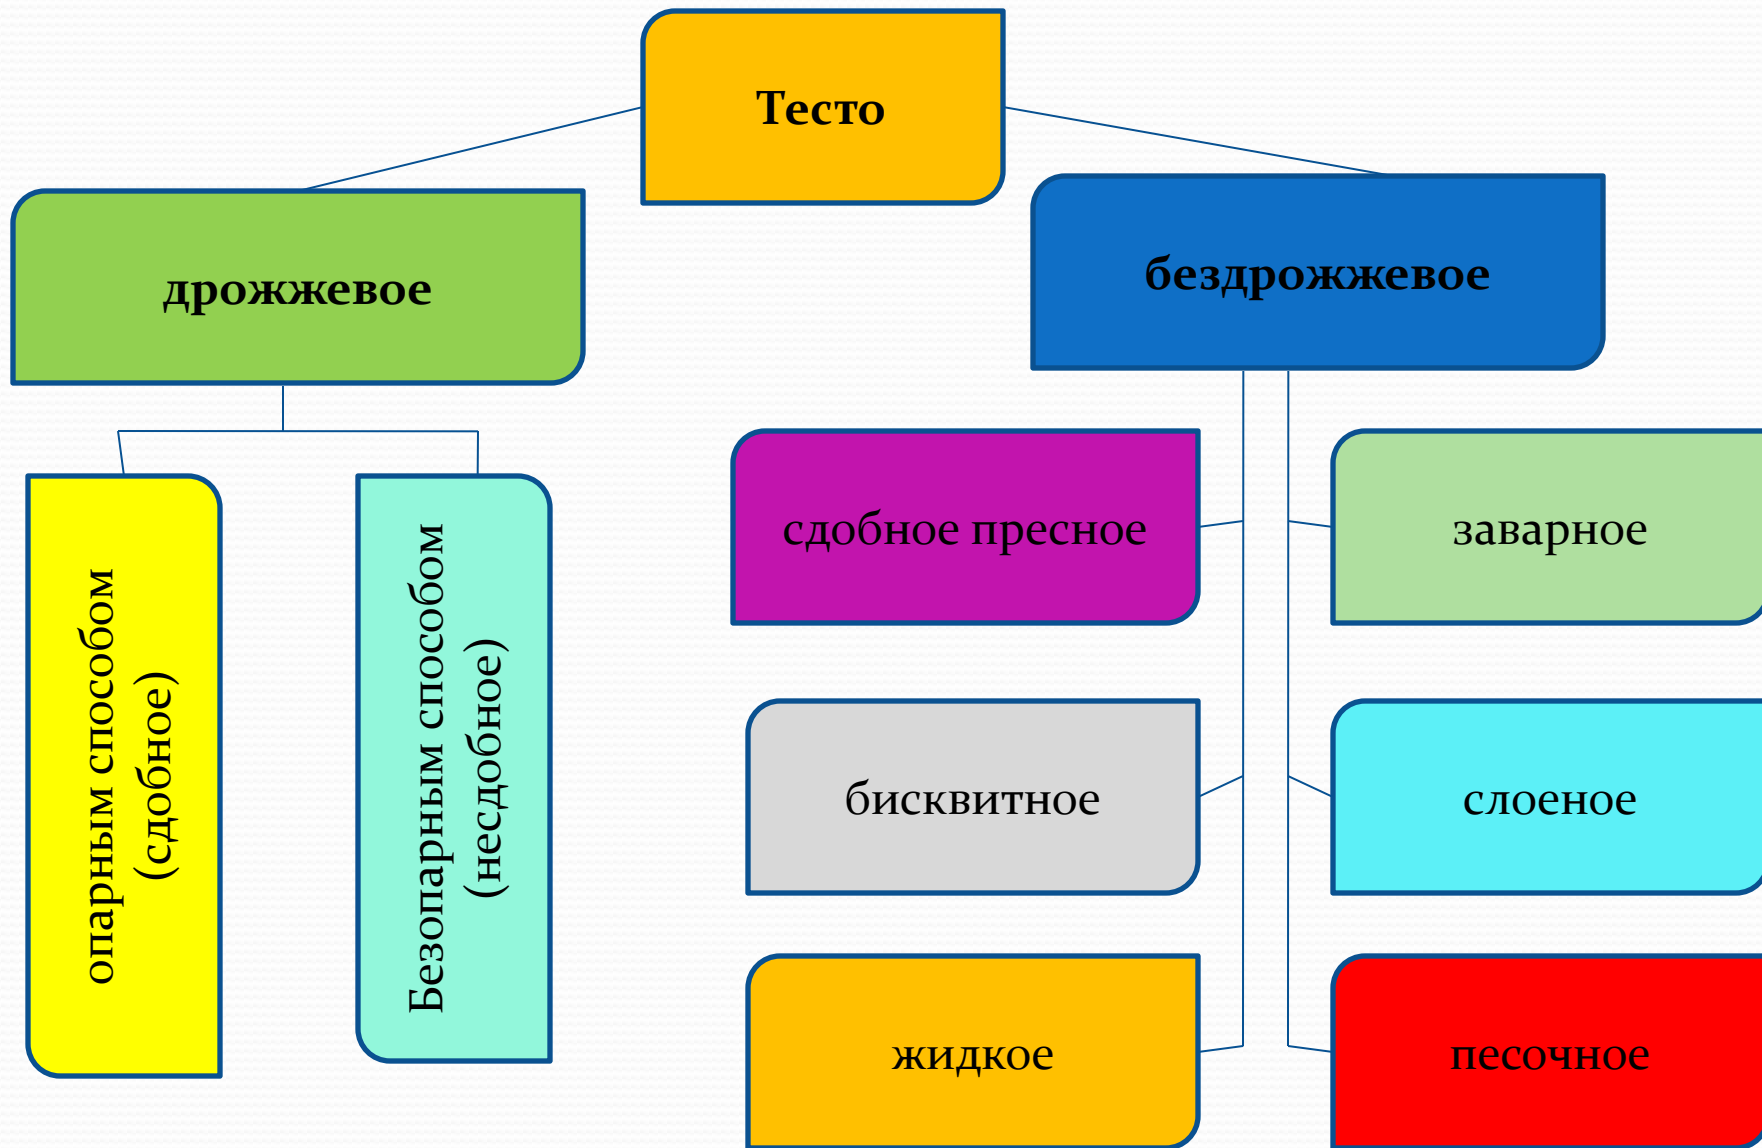 Тесто
дрожжевое
бездрожжевое
опарным способом
(сдобное)
Безопарным способом
(несдобное)
сдобное пресное
заварное
бисквитное
слоеное
жидкое
песочное